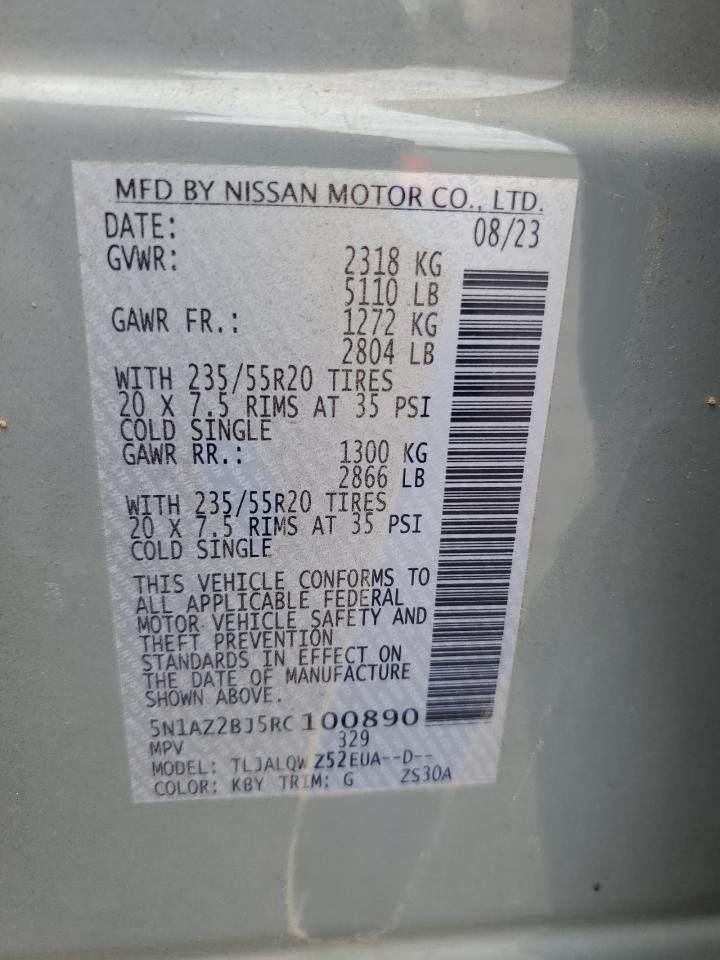 MFD BY NISSAN MOTOR CO., LTD.
DATE: 08/23
GVWR: 2318 KG
5110 LB
GAWR FR.: 1272 KG
2804 LB
WITH 235/55R20 TIRES
20 X 7.5 RIMS AT 35 PSI
COLD SINGLE
GAWR RR.: 1300 KG
2866 LB
WITH 235/55R20 TIRES
20 X 7.5 RIMS AT 35 PSI
COLD SINGLE
THIS VEHICLE CONFORMS TO
ALL APPLICABLE FEDERAL
MOTOR VEHICLE SAFETY AND
THEFT PREVENTION
STANDARDS IN EFFECT ON
THE DATE OF MANUFACTURE
SHOWN ABOVE.
5N1AZ2BJ5RC 100890
MPV 329
MODEL: TLJALQW Z52EUA--D--
COLOR: KBY TRIM: G ZS30A